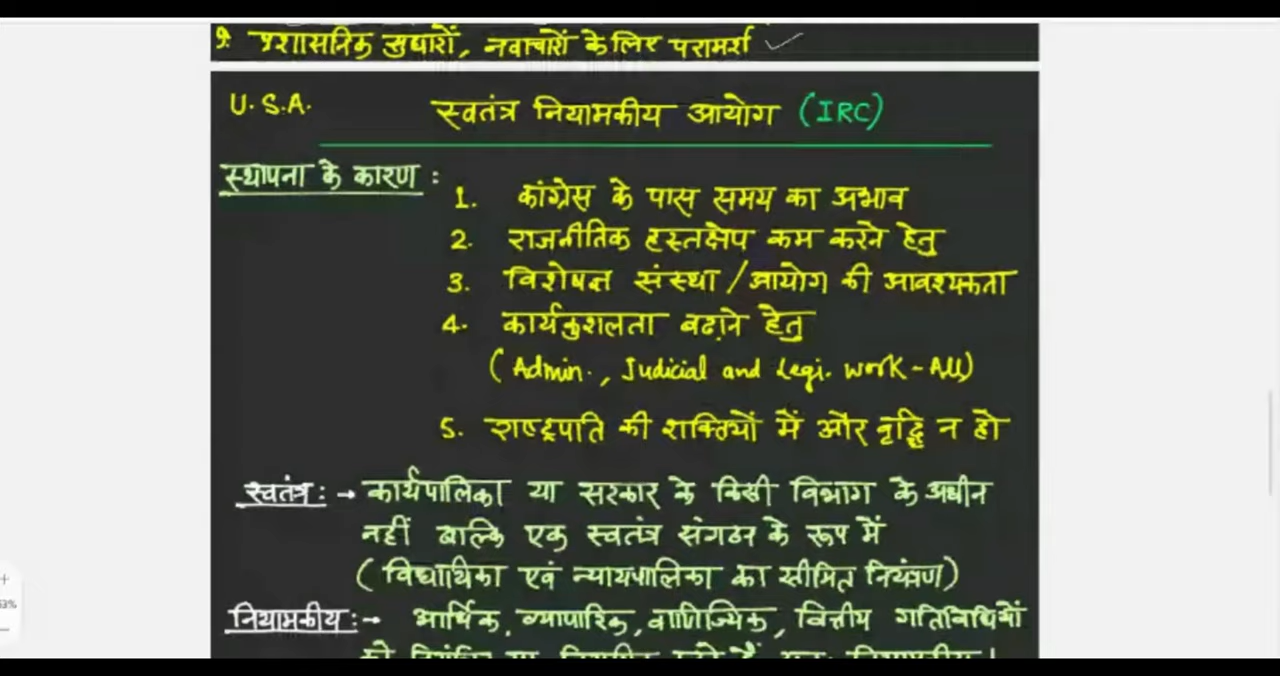 9. प्रशासनिक सुधारों, नवाचारों के लिए परामर्श ✓
U.S.A. स्वतंत्र नियामकीय आयोग (IRC)
स्थापना के कारण :
1. कांग्रेस के पास समय का अभाव
2. राजनीतिक हस्तक्षेप कम करने हेतु
3. विशेषज्ञ संस्था / आयोग की आवश्यकता
4. कार्यकुशलता बढ़ाने हेतु
(Admin., Judicial and Legi. work - All)
5. राष्ट्रपति की शक्तियों में और वृद्धि न हो
स्वतंत्र : → कार्यपालिका या सरकार के किसी विभाग के अधीन
नहीं बल्कि एक स्वतंत्र संगठन के रूप में
(विधायिका एवं न्यायपालिका का सीमित नियंत्रण)
नियामकीय :→ आर्थिक, व्यापारिक, वाणिज्यिक, वित्तीय गतिविधियों